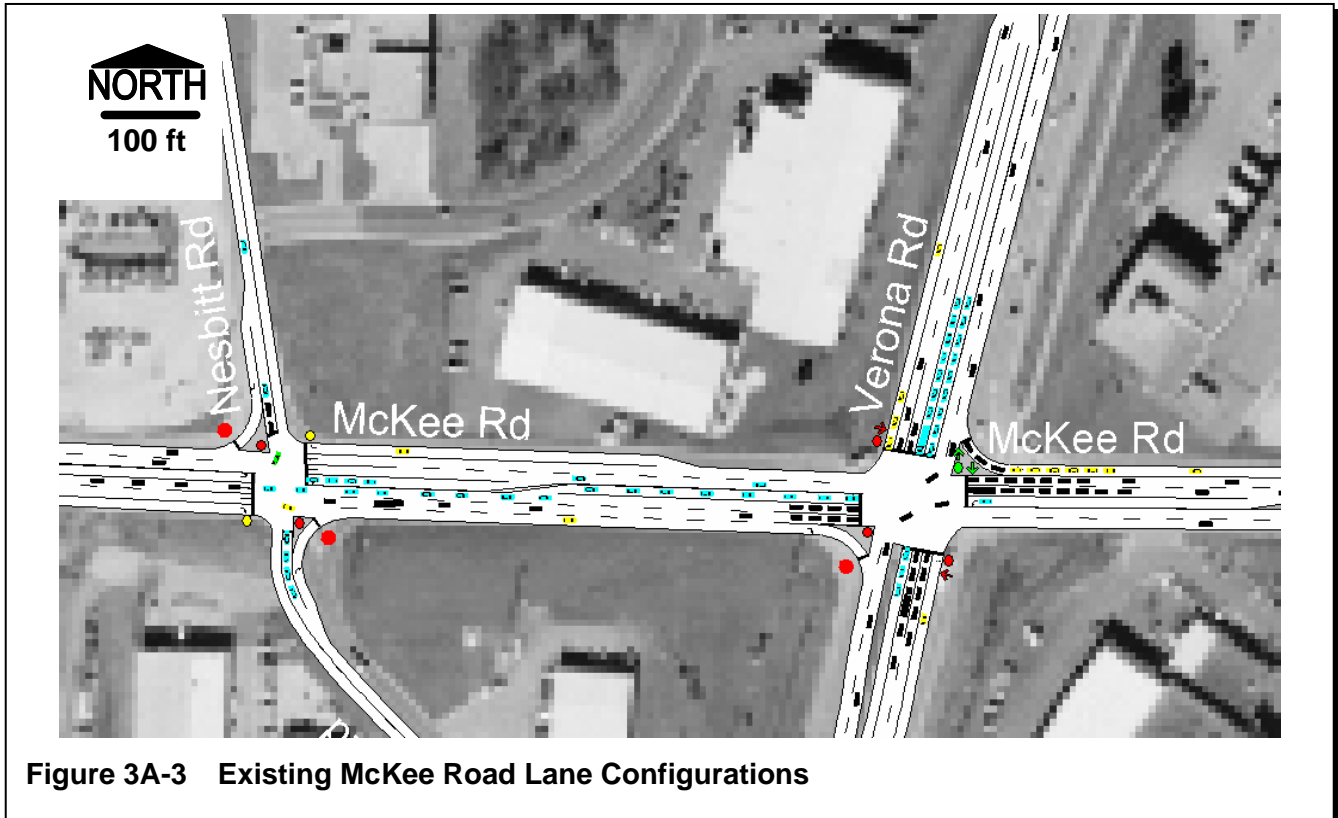 NORTH
100 ft
Nesbitt Rd
McKee Rd
Verona Rd
McKee Rd
Figure 3A-3 Existing McKee Road Lane Configurations